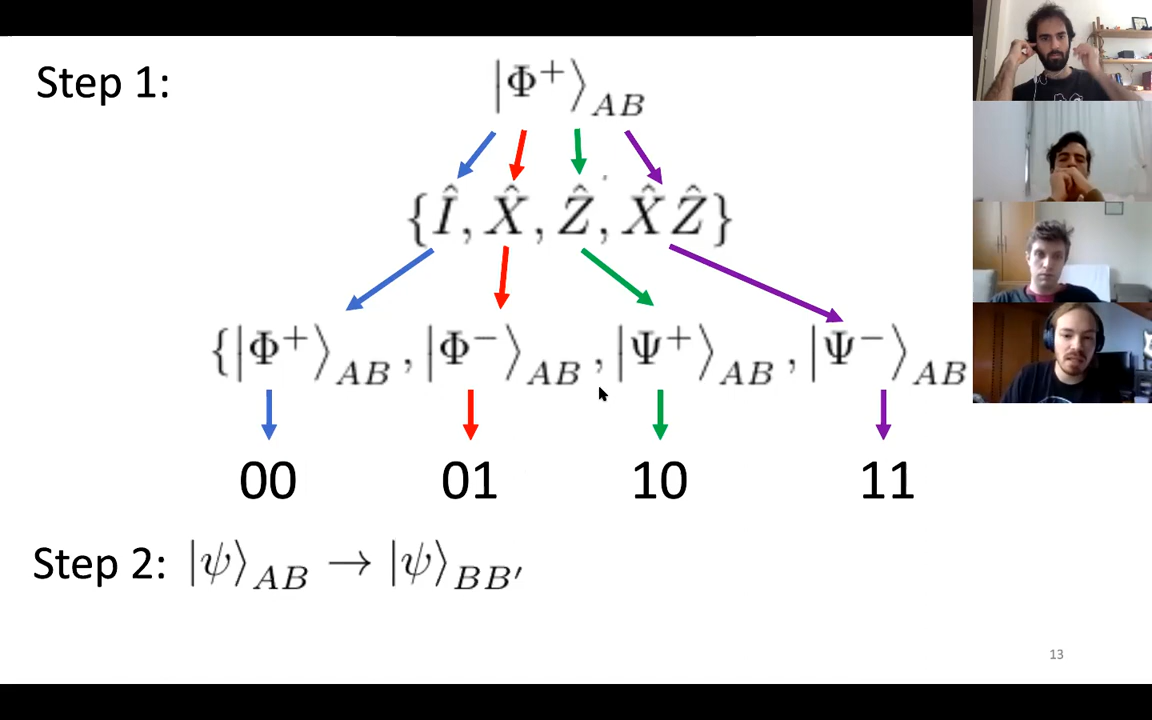 Step 1:
|Φ⁺⟩_AB
{Î, X̂, Ẑ, X̂Ẑ}
{|Φ⁺⟩_AB, |Φ⁻⟩_AB, |Ψ⁺⟩_AB, |Ψ⁻⟩_AB
00 01 10 11
Step 2: |ψ⟩_AB → |ψ⟩_BB′
13